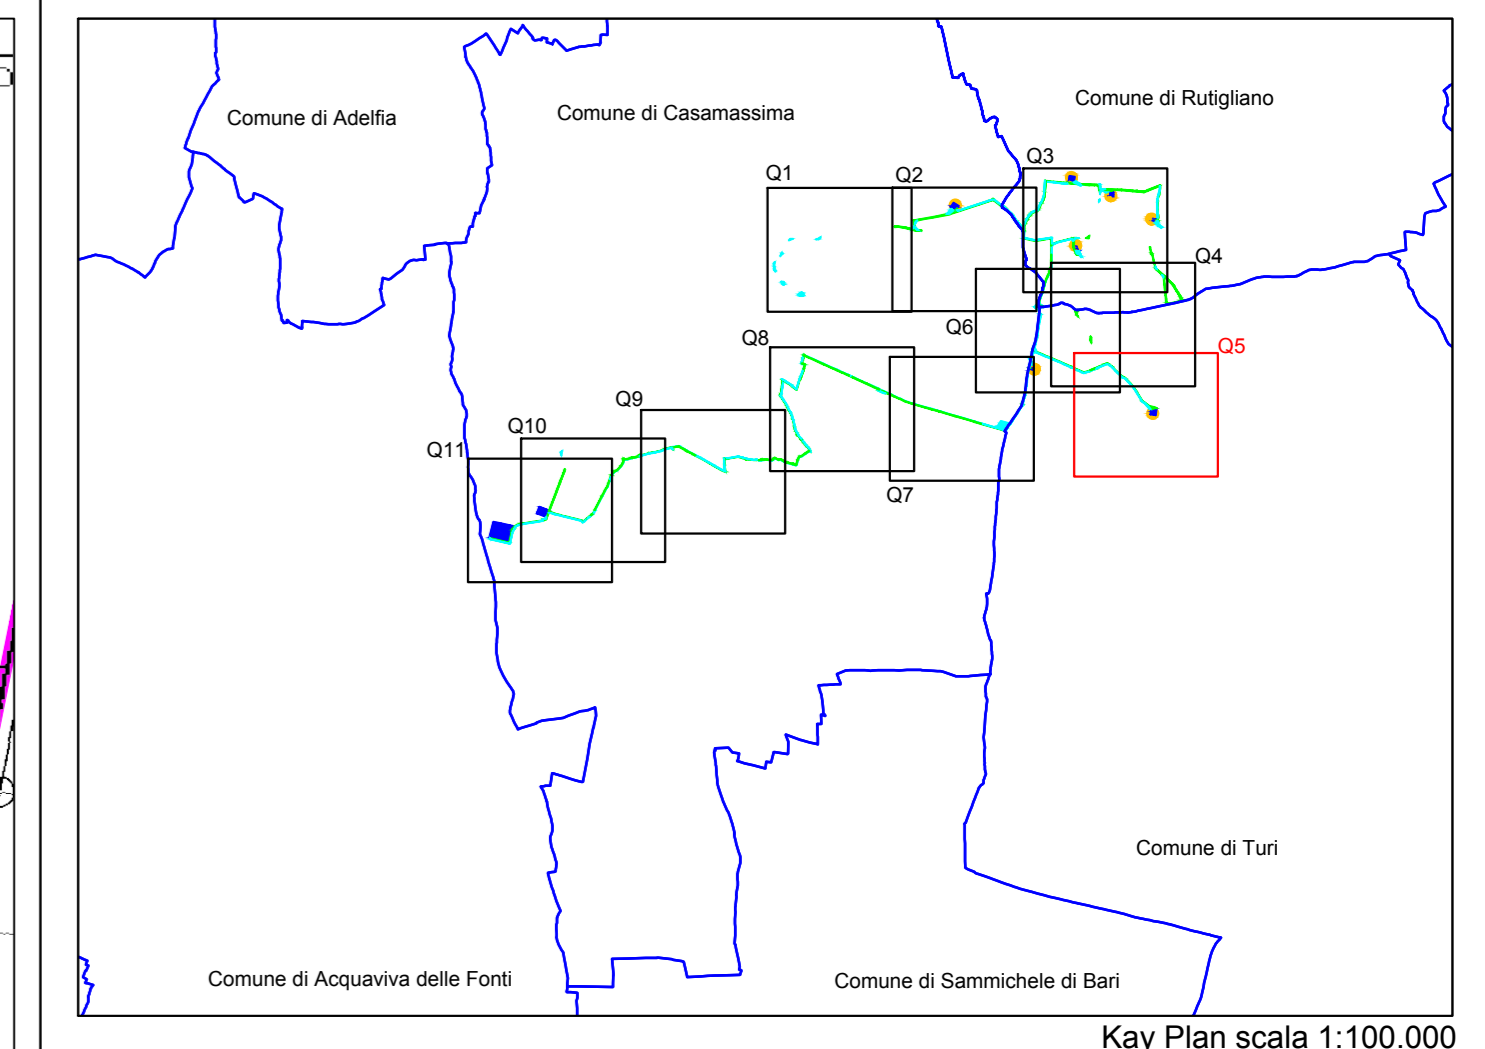 Comune di Adelfia
Comune di Casamassima
Comune di Rutigliano
Q1
Q2
Q3
Q4
Q6
Q5
Q8
Q9
Q10
Q11
Q7
Comune di Turi
Comune di Acquaviva delle Fonti
Comune di Sammichele di Bari
Kay Plan scala 1:100.000